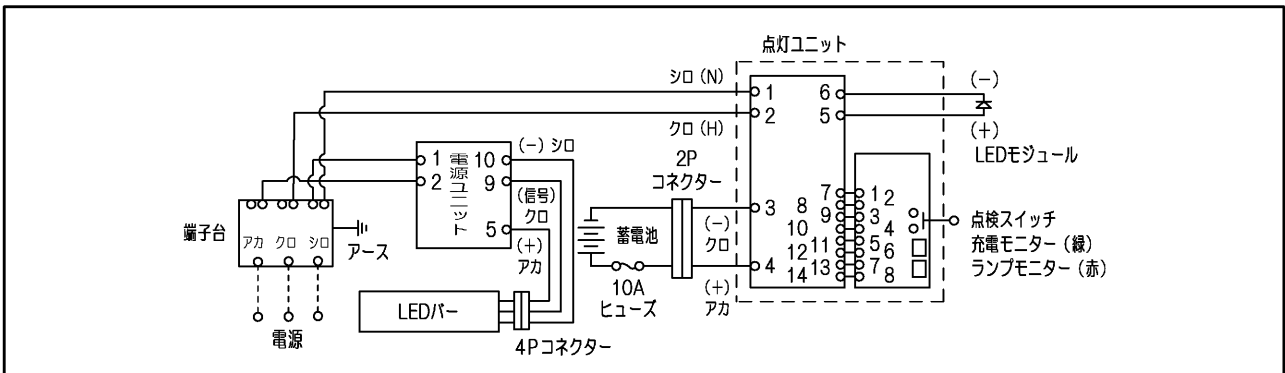 点灯ユニット
シロ (N)
クロ (H)
1
2
6
5
(-)
(+)
LEDモジュール
1
2
電源ユニット
10
9
5
(-) シロ
(信号)
クロ
(+)
アカ
2P
コネクター
蓄電池
10A
ヒューズ
(-)
クロ
(+)
アカ
3
4
7
8
9
10
11
12
13
14
1
2
3
4
5
6
7
8
点検スイッチ
充電モニター (緑)
ランプモニター (赤)
端子台
アカ クロ シロ
アース
電源
LEDバー
4Pコネクター